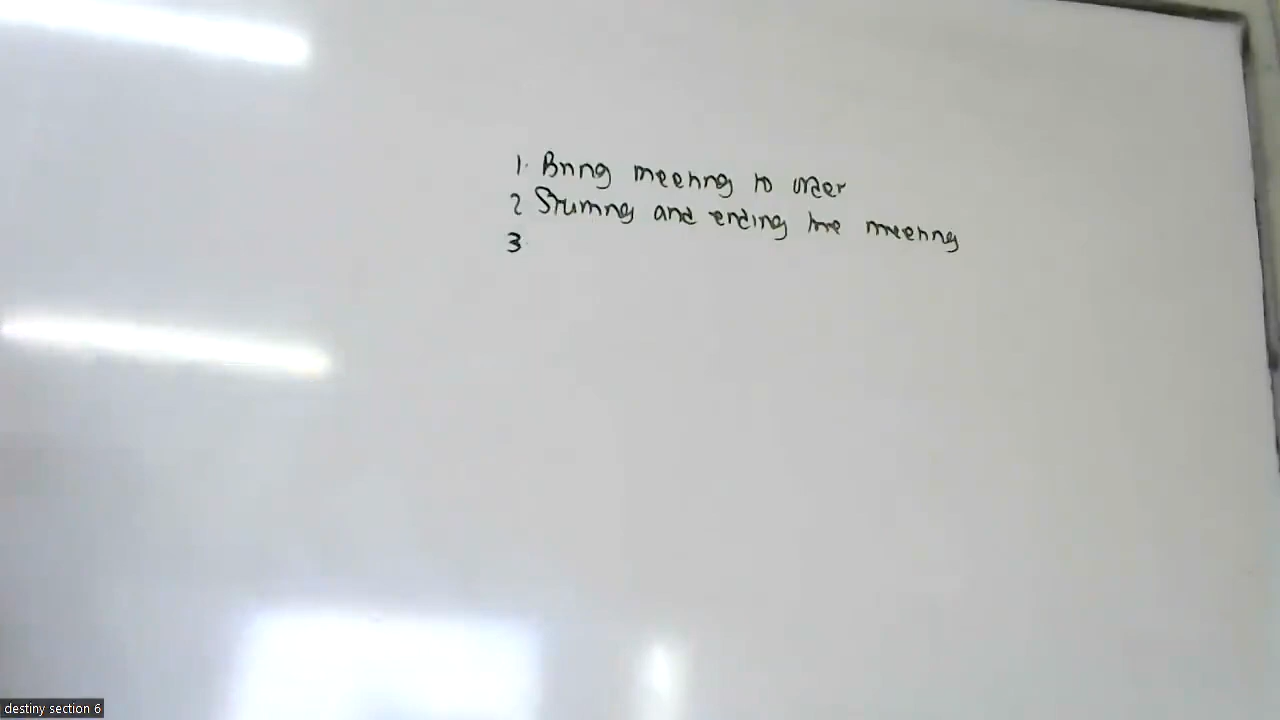 1. Bring meeting to order
2 Starting and ending the meeting
3
destiny section 6